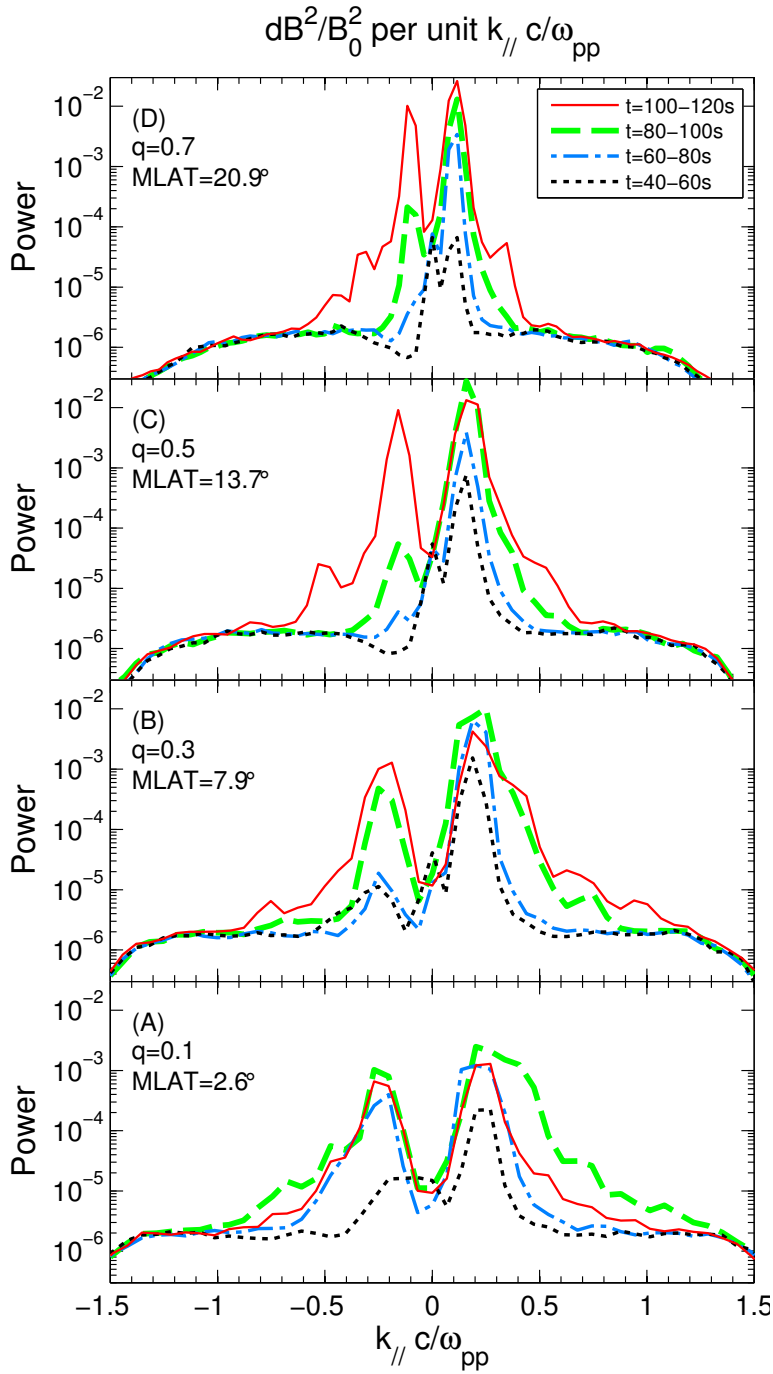 dB²/B₀² per unit k_// c/ω_pp
Power
10⁻²
10⁻³
10⁻⁴
10⁻⁵
10⁻⁶
(D)
q=0.7
MLAT=20.9°
t=100−120s
t=80−100s
t=60−80s
t=40−60s
Power
10⁻²
10⁻³
10⁻⁴
10⁻⁵
10⁻⁶
(C)
q=0.5
MLAT=13.7°
Power
10⁻²
10⁻³
10⁻⁴
10⁻⁵
10⁻⁶
(B)
q=0.3
MLAT=7.9°
Power
10⁻²
10⁻³
10⁻⁴
10⁻⁵
10⁻⁶
(A)
q=0.1
MLAT=2.6°
−1.5 −1 −0.5 0 0.5 1 1.5
k_// c/ω_pp